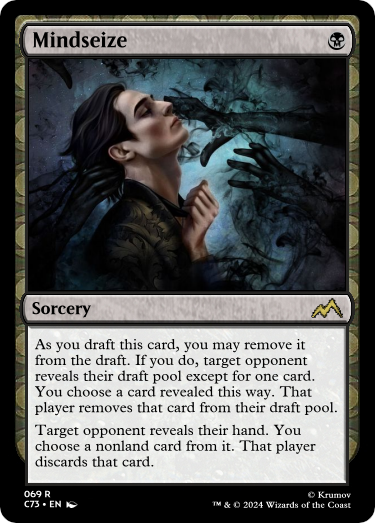 Mindseize
Sorcery
As you draft this card, you may remove it
from the draft. If you do, target opponent
reveals their draft pool except for one card.
You choose a card revealed this way. That
player removes that card from their draft pool.
Target opponent reveals their hand. You
choose a nonland card from it. That player
discards that card.
069 R
C73 • EN
© Krumov
™ & © 2024 Wizards of the Coast